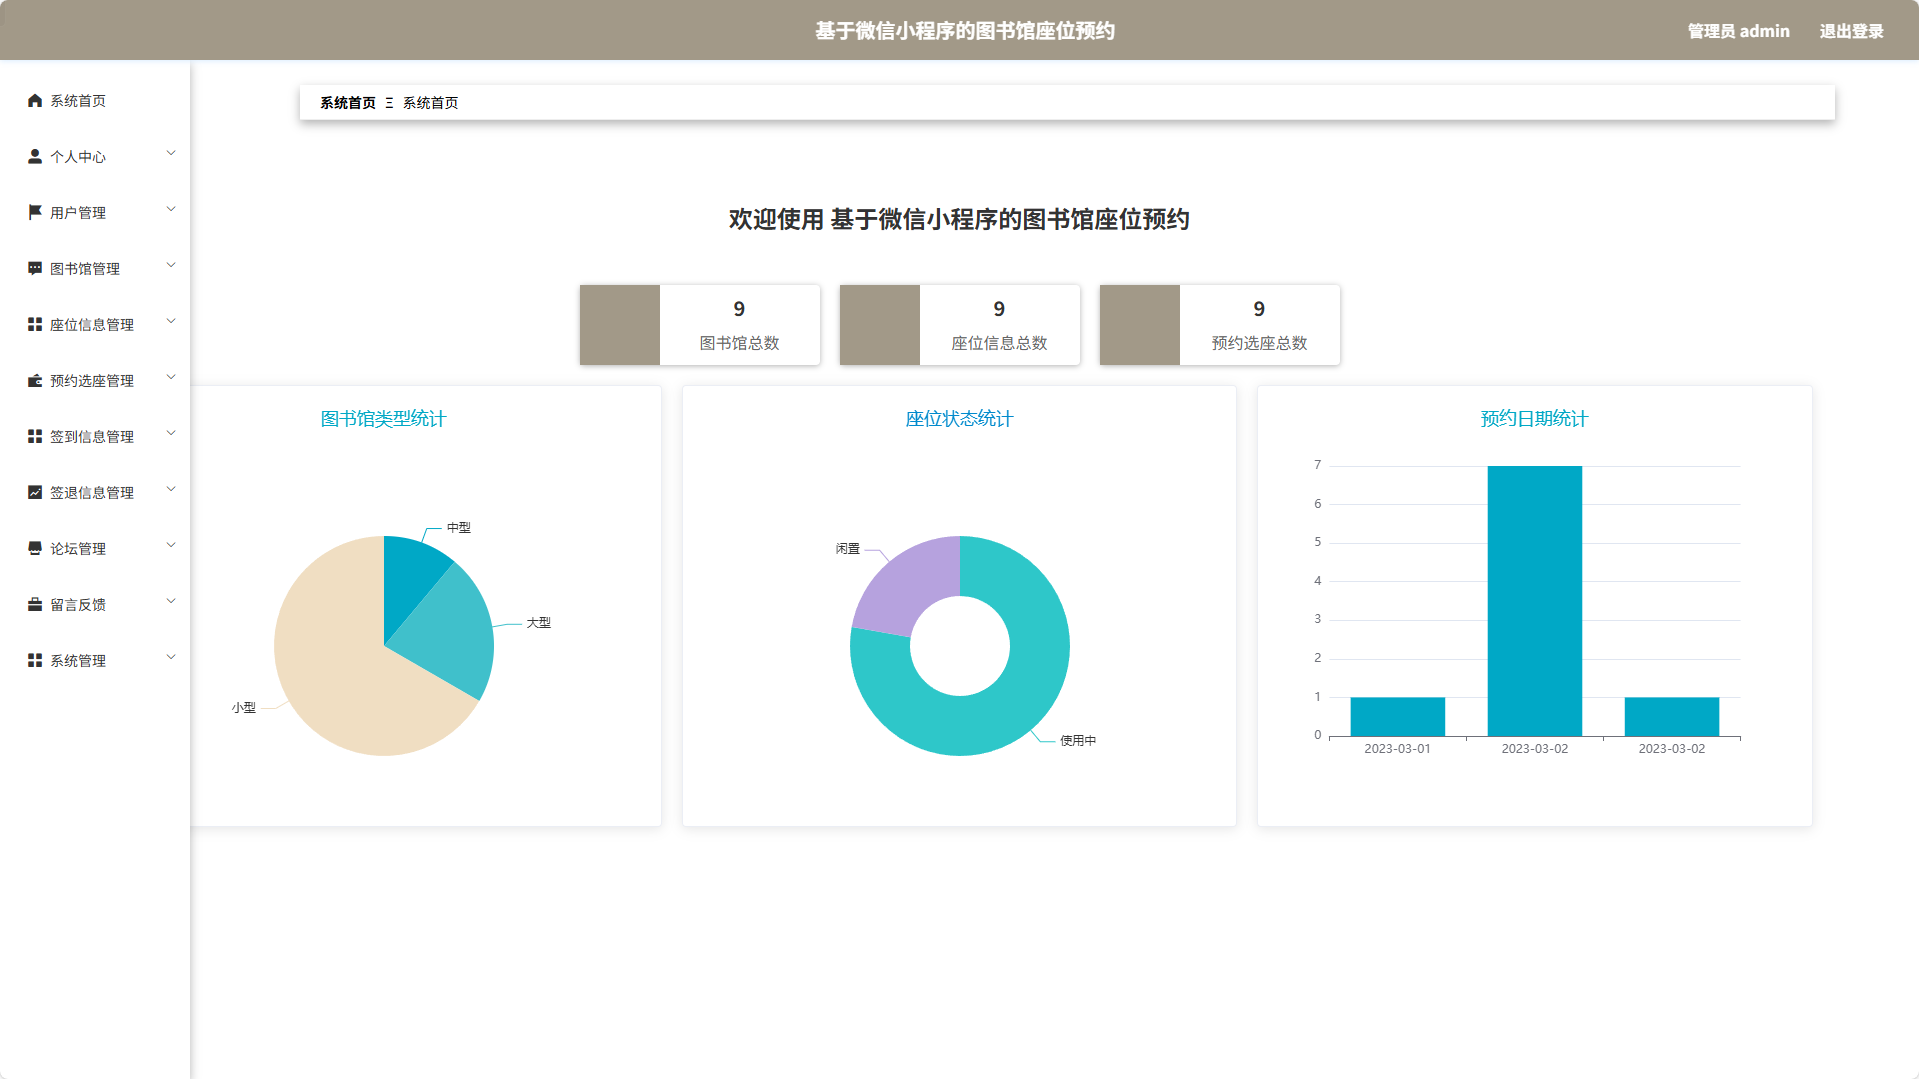 基于微信小程序的图书馆座位预约
管理员 admin
退出登录
系统首页
个人中心
用户管理
图书馆管理
座位信息管理
预约选座管理
签到信息管理
签退信息管理
论坛管理
留言反馈
系统管理
系统首页 Ξ 系统首页
欢迎使用 基于微信小程序的图书馆座位预约
9
图书馆总数
9
座位信息总数
9
预约选座总数
图书馆类型统计
中型
大型
小型
座位状态统计
闲置
使用中
预约日期统计
7
6
5
4
3
2
1
0
2023-03-01
2023-03-02
2023-03-02